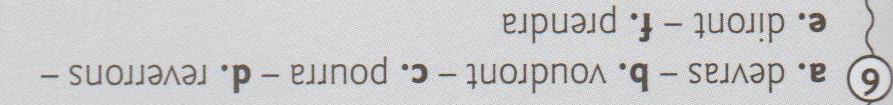 6 a. devras – b. voudront – c. pourra – d. reverrons –
e. diront – f. prendra